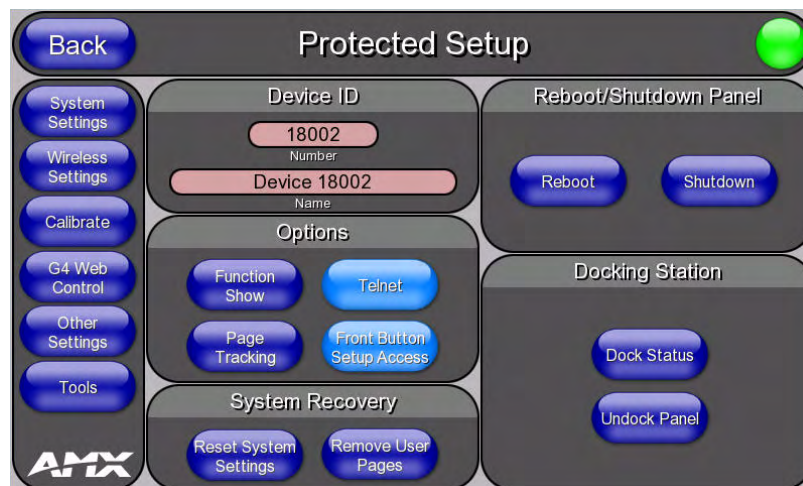 Back
Protected Setup
System
Settings
Wireless
Settings
Calibrate
G4 Web
Control
Other
Settings
Tools
AMX
Device ID
18002
Number
Device 18002
Name
Options
Function
Show
Telnet
Page
Tracking
Front Button
Setup Access
System Recovery
Reset System
Settings
Remove User
Pages
Reboot/Shutdown Panel
Reboot
Shutdown
Docking Station
Dock Status
Undock Panel